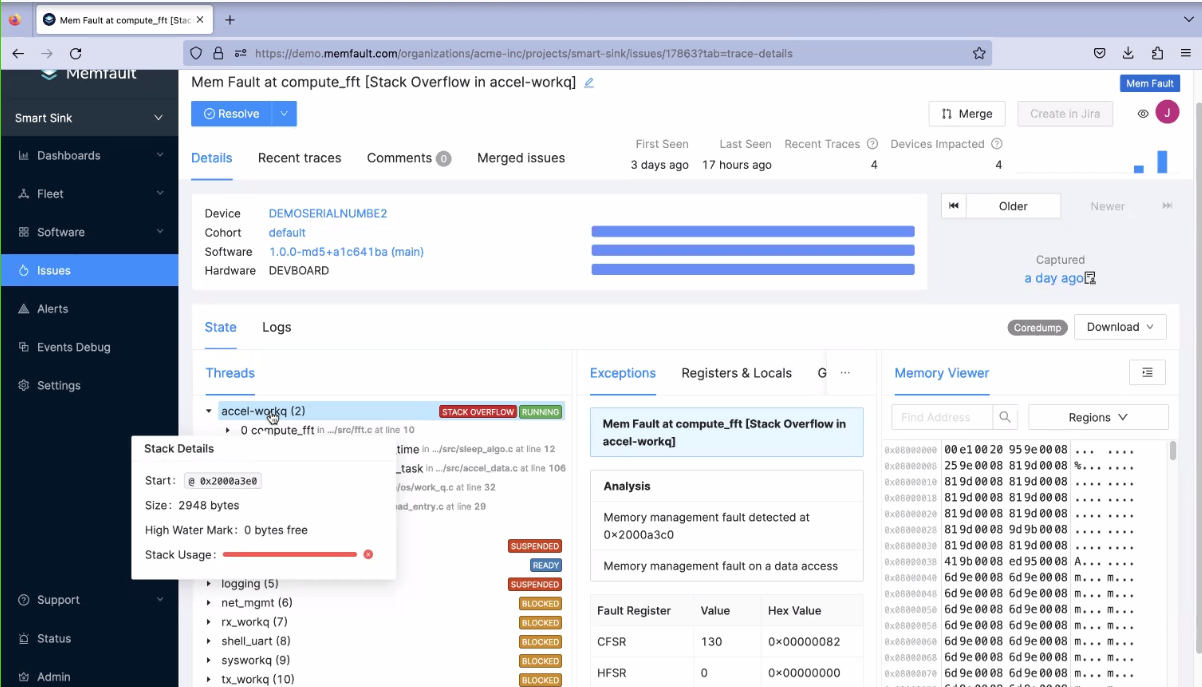 Mem Fault at compute_fft [Stac
https://demo.memfault.com/organizations/acme-inc/projects/smart-sink/issues/17863?tab=trace-details
Memfault
Smart Sink
Dashboards
Fleet
Software
Issues
Alerts
Events Debug
Settings
Support
Status
Admin
Mem Fault at compute_fft [Stack Overflow in accel-workq]
Mem Fault
Resolve
Merge
Create in Jira
J
Details
Recent traces
Comments 0
Merged issues
First Seen
3 days ago
Last Seen
17 hours ago
Recent Traces
4
Devices Impacted
4
Device DEMOSERIALNUMBE2
Cohort default
Software 1.0.0-md5+a1c641ba (main)
Hardware DEVBOARD
Older
Newer
Captured
a day ago
State
Logs
Coredump
Download
Threads
accel-workq (2) STACK OVERFLOW RUNNING
0 compute_fft in .../src/fft.c at line 10
_time in .../src/sleep_algo.c at line 12
_task in .../src/accel_data.c at line 106
/os/work_q.c at line 32
ad_entry.c at line 29
Stack Details
Start: @ 0x2000a3e0
Size: 2948 bytes
High Water Mark: 0 bytes free
Stack Usage:
SUSPENDED
READY
logging (5) SUSPENDED
net_mgmt (6) BLOCKED
rx_workq (7) BLOCKED
shell_uart (8) BLOCKED
sysworkq (9) BLOCKED
tx_workq (10) BLOCKED
Exceptions
Registers & Locals
G
...
Mem Fault at compute_fft [Stack Overflow in
accel-workq]
Analysis
Memory management fault detected at
0x2000a3c0
Memory management fault on a data access
Fault Register Value Hex Value
CFSR 130 0x00000082
HFSR 0 0x00000000
Memory Viewer
Find Address
Regions
0x08000000 00e10020 959e0008 ... ....
0x08000008 259e0008 819d0008 %... ....
0x08000010 819d0008 819d0008 .... ....
0x08000018 819d0008 819d0008 .... ....
0x08000020 819d0008 819d0008 .... ....
0x08000028 819d0008 9d9b0008 .... ....
0x08000030 819d0008 819d0008 .... ....
0x08000038 419b0008 ed950008 A... ....
0x08000040 6d9e0008 6d9e0008 m... m...
0x08000048 6d9e0008 6d9e0008 m... m...
0x08000050 6d9e0008 6d9e0008 m... m...
0x08000058 6d9e0008 6d9e0008 m... m...
0x08000060 6d9e0008 6d9e0008 m... m...
0x08000068 6d9e0008 6d9e0008 m... m...
0x08000070 6d9e0008 6d9e0008 m... m...